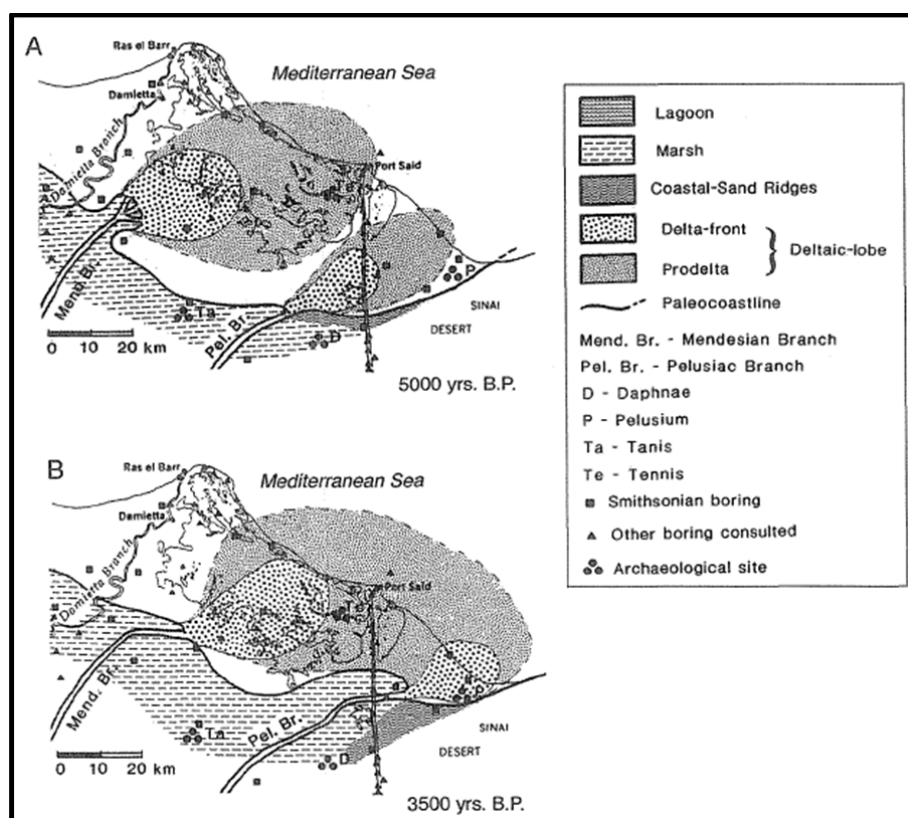 A
Ras el Barr
Mediterranean Sea
Damietta
Damietta Branch
Port Said
Mend. Br.
P
Ta
SINAI
Pel. Br.
DESERT
D
0 10 20 km
5000 yrs. B.P.
B
Ras el Barr
Mediterranean Sea
Damietta
Damietta Branch
Port Said
Te
Mend. Br.
Ta
Pel. Br.
SINAI
DESERT
D
0 10 20 km
3500 yrs. B.P.
Lagoon
Marsh
Coastal-Sand Ridges
Delta-front
Deltaic-lobe
Prodelta
Paleocoastline
Mend. Br. - Mendesian Branch
Pel. Br. - Pelusiac Branch
D - Daphnae
P - Pelusium
Ta - Tanis
Te - Tennis
Smithsonian boring
Other boring consulted
Archaeological site